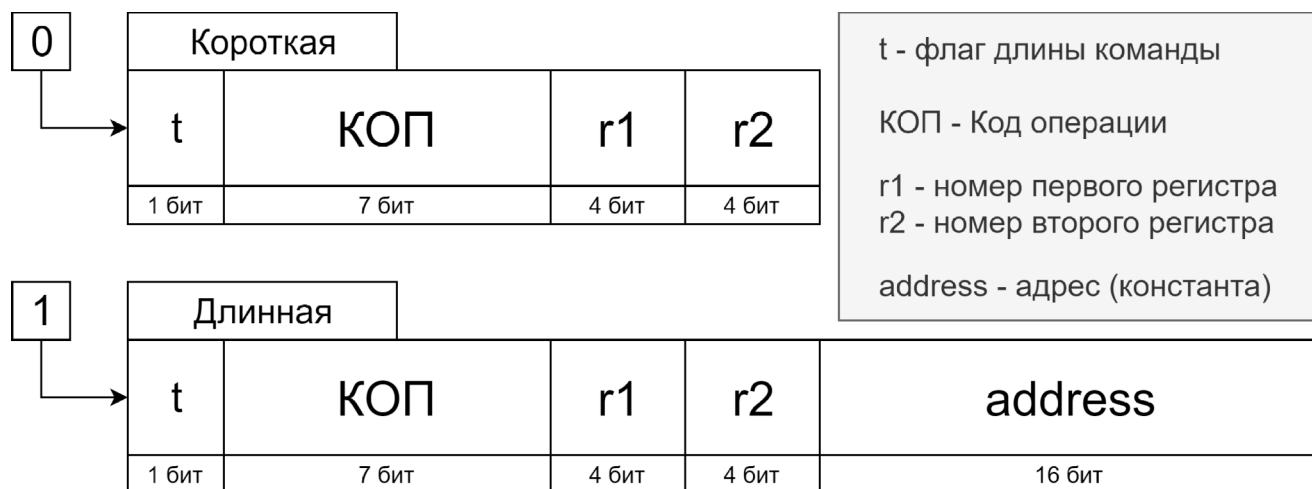 0
Короткая
t КОП r1 r2
1 бит 7 бит 4 бит 4 бит
t - флаг длины команды
КОП - Код операции
r1 - номер первого регистра
r2 - номер второго регистра
address - адрес (константа)
1
Длинная
t КОП r1 r2 address
1 бит 7 бит 4 бит 4 бит 16 бит